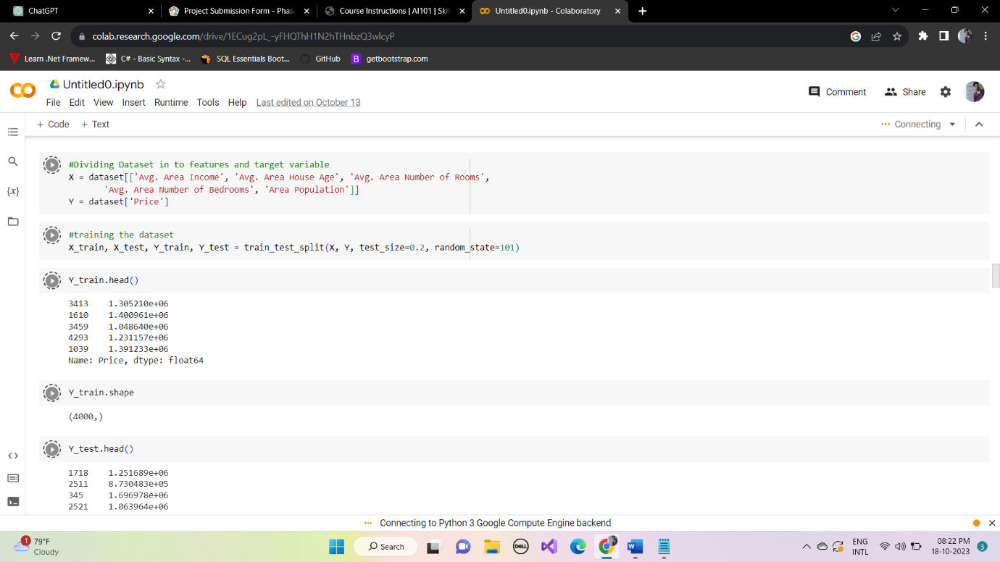 ChatGPT
Project Submission Form - Phase
Course Instructions | AI101 | Skil
Untitled0.ipynb - Colaboratory
colab.research.google.com/drive/1ECug2pL_-yFHQThH1N2hTHnbzQ3wlcyP
Learn .Net Framew...
C# - Basic Syntax -...
SQL Essentials Boot...
GitHub
B getbootstrap.com
Untitled0.ipynb
File Edit View Insert Runtime Tools Help Last edited on October 13
Comment
Share
+ Code + Text
Connecting
{x}
#Dividing Dataset in to features and target variable
X = dataset[['Avg. Area Income', 'Avg. Area House Age', 'Avg. Area Number of Rooms',
'Avg. Area Number of Bedrooms', 'Area Population']]
Y = dataset['Price']
#training the dataset
X_train, X_test, Y_train, Y_test = train_test_split(X, Y, test_size=0.2, random_state=101)
Y_train.head()
3413 1.305210e+06
1610 1.400961e+06
3459 1.048640e+06
4293 1.231157e+06
1039 1.391233e+06
Name: Price, dtype: float64
Y_train.shape
(4000,)
Y_test.head()
1718 1.251689e+06
2511 8.730483e+05
345 1.696978e+06
2521 1.063964e+06
Connecting to Python 3 Google Compute Engine backend
1
79°F
Cloudy
Search
DELL
W
ENG
INTL
08:22 PM
18-10-2023
3